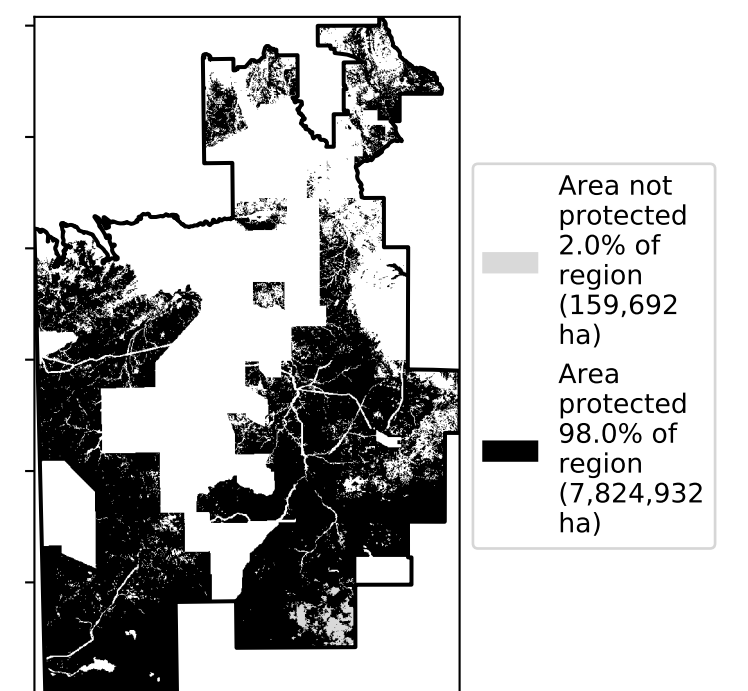 Area not
protected
2.0% of
region
(159,692
ha)
Area
protected
98.0% of
region
(7,824,932
ha)